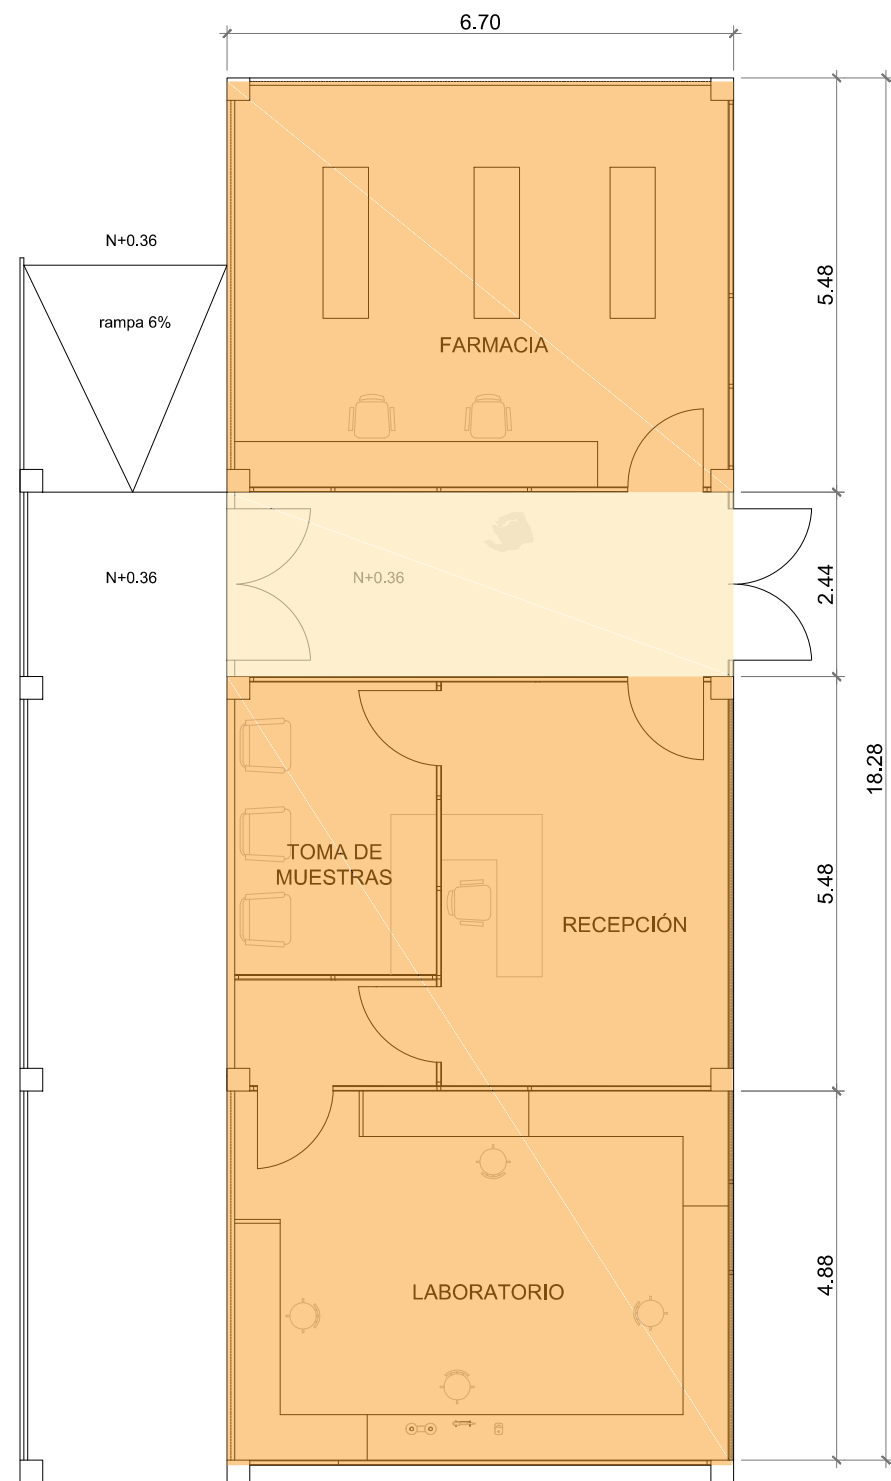 6.70
N+0.36
5.48
rampa 6%
FARMACIA
N+0.36
N+0.36
2.44
18.28
TOMA DE
MUESTRAS
5.48
RECEPCIÓN
4.88
LABORATORIO